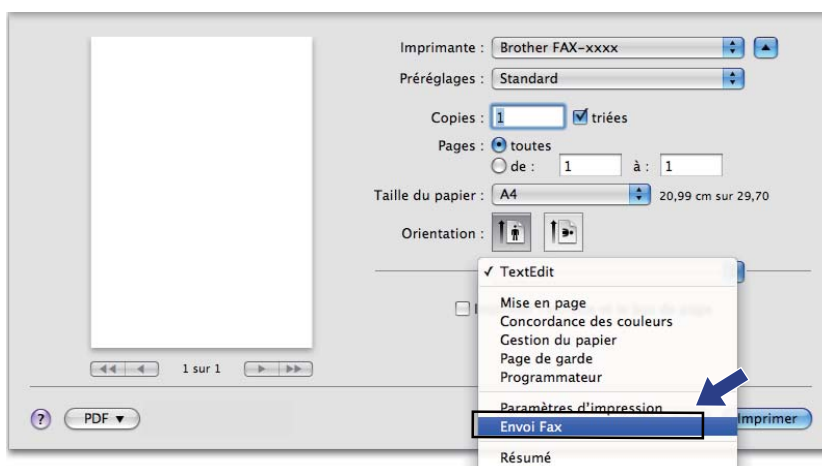 Imprimante : Brother FAX-xxxx
Préréglages : Standard
Copies : 1 triées
Pages : toutes
de : 1 à : 1
Taille du papier : A4 20,99 cm sur 29,70
Orientation :
✓ TextEdit
Mise en page
Concordance des couleurs
Gestion du papier
Page de garde
Programmateur
1 sur 1
Paramètres d'impression
? PDF ▼ Envoi Fax Imprimer
Résumé